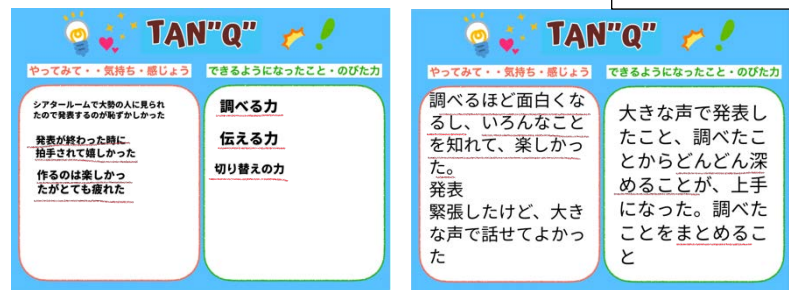 TAN"Q"
やってみて・・気持ち・感じょう
できるようになったこと・のびた力
シアタールームで大勢の人に見られ
たので発表するのが恥ずかしかった
発表が終わった時に
拍手されて嬉しかった
作るのは楽しかっ
たがとても疲れた
調べる力
伝える力
切り替えの力
TAN"Q"
やってみて・・気持ち・感じょう
できるようになったこと・のびた力
調べるほど面白くな
るし、いろんなこと
を知れて、楽しかっ
た。
発表
緊張したけど、大き
な声で話せてよかっ
た
大きな声で発表し
たこと、調べたこ
とからどんどん深
めることが、上手
になった。調べた
ことをまとめるこ
と